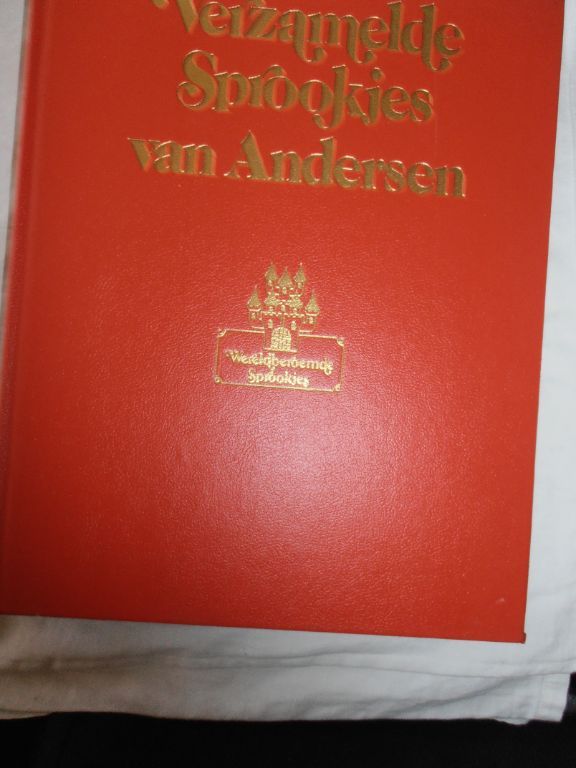 Verzamelde
Sprookjes
van Andersen
Wereldberoemde
Sprookjes